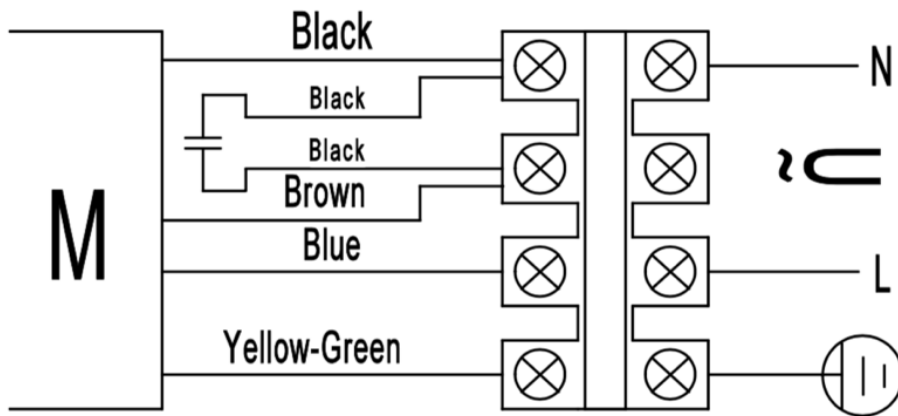 Black
N
Black
Black
~ U
Brown
M
Blue
L
Yellow-Green